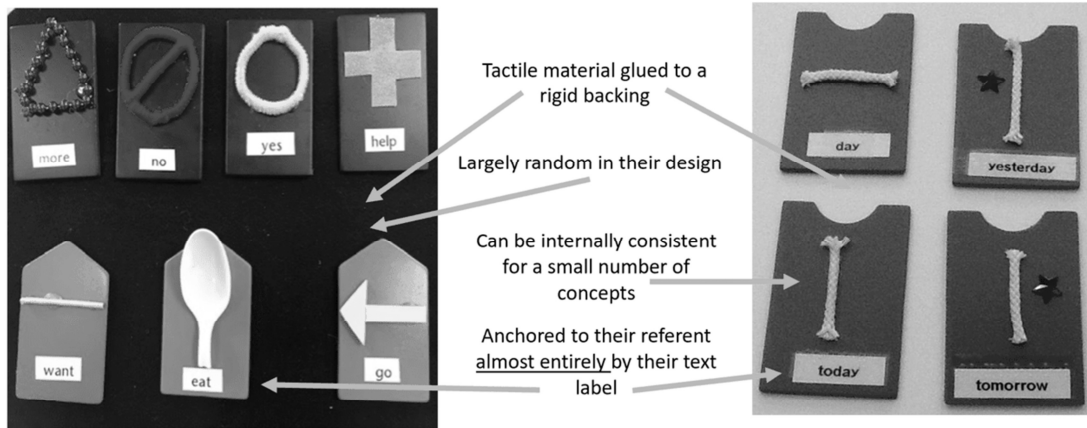 more
no
yes
help
want
eat
go
Tactile material glued to a
rigid backing
Largely random in their design
Can be internally consistent
for a small number of
concepts
Anchored to their referent
almost entirely by their text
label
day
yesterday
today
tomorrow